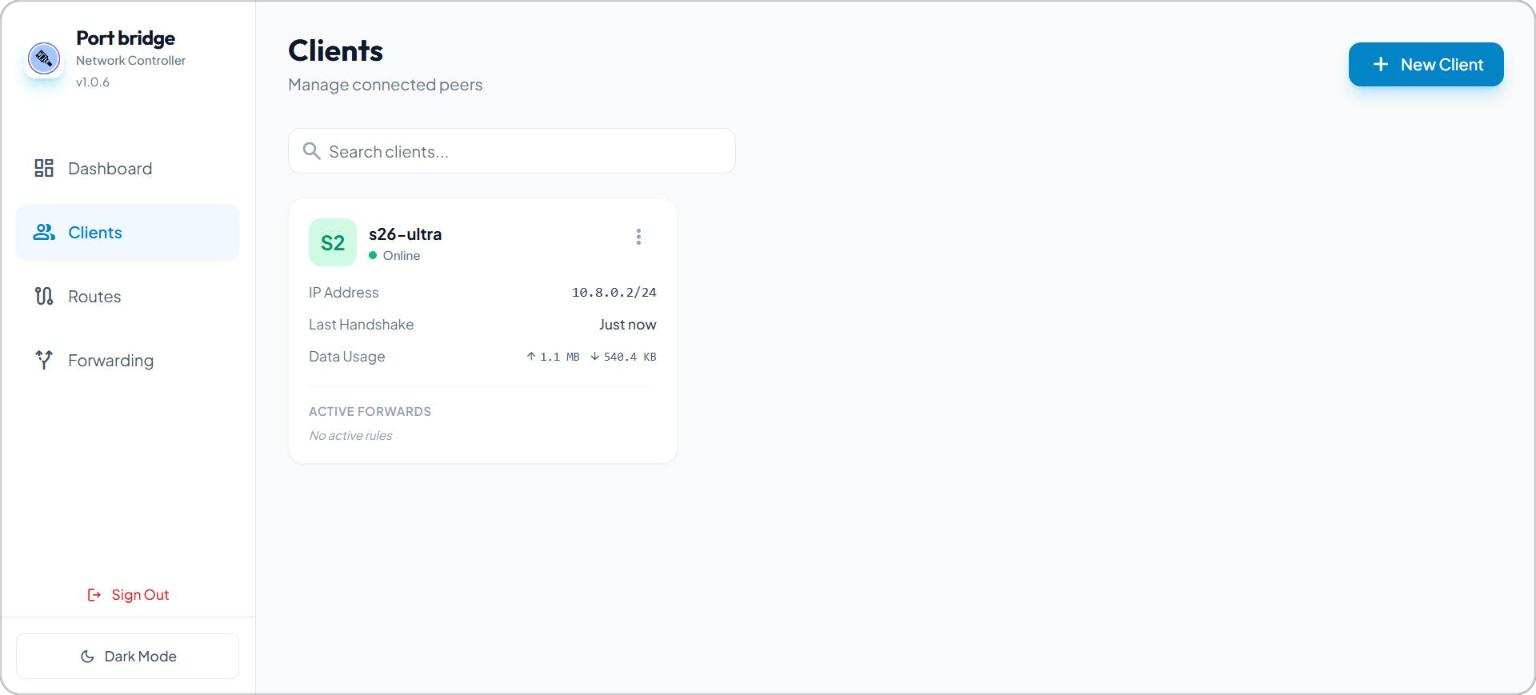 Port bridge
Network Controller
v1.0.6
Dashboard
Clients
Routes
Forwarding
Sign Out
Dark Mode
Clients
Manage connected peers
New Client
Search clients...
S2
s26-ultra
Online
IP Address 10.8.0.2/24
Last Handshake Just now
Data Usage ↑ 1.1 MB ↓ 540.4 KB
ACTIVE FORWARDS
No active rules